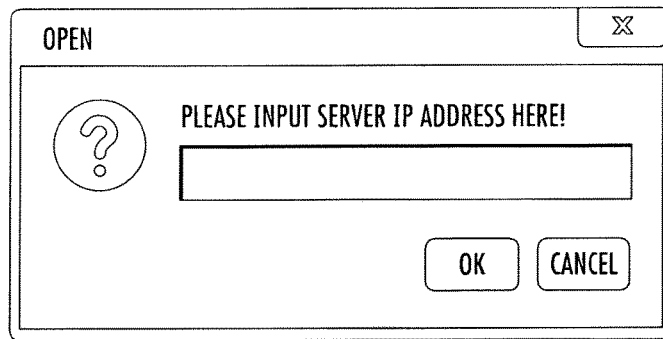 OPEN
X
?
PLEASE INPUT SERVER IP ADDRESS HERE!
OK
CANCEL